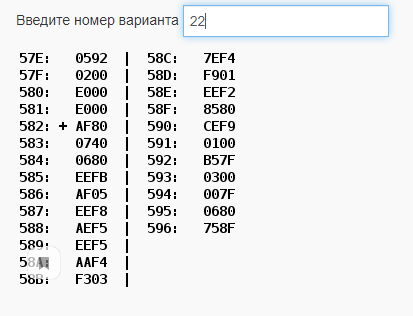 Введите номер варианта 22
57E: 0592 | 58C: 7EF4
57F: 0200 | 58D: F901
580: E000 | 58E: EEF2
581: E000 | 58F: 8580
582: + AF80 | 590: CEF9
583: 0740 | 591: 0100
584: 0680 | 592: B57F
585: EEFB | 593: 0300
586: AF05 | 594: 007F
587: EEF8 | 595: 0680
588: AEF5 | 596: 758F
589: EEF5 |
58A: AAF4 |
58B: F303 |